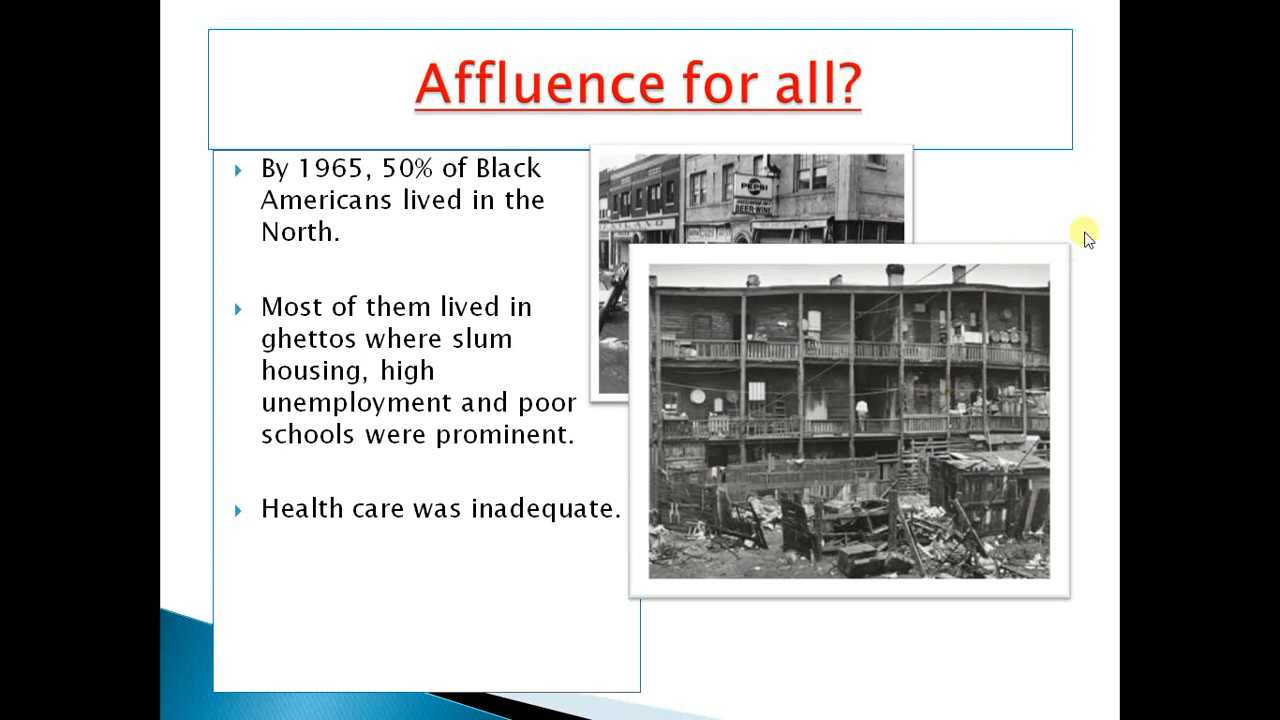 Affluence for all?
By 1965, 50% of Black
Americans lived in the
North.
Most of them lived in
ghettos where slum
housing, high
unemployment and poor
schools were prominent.
Health care was inadequate.
PEPSI
BEER-WINE